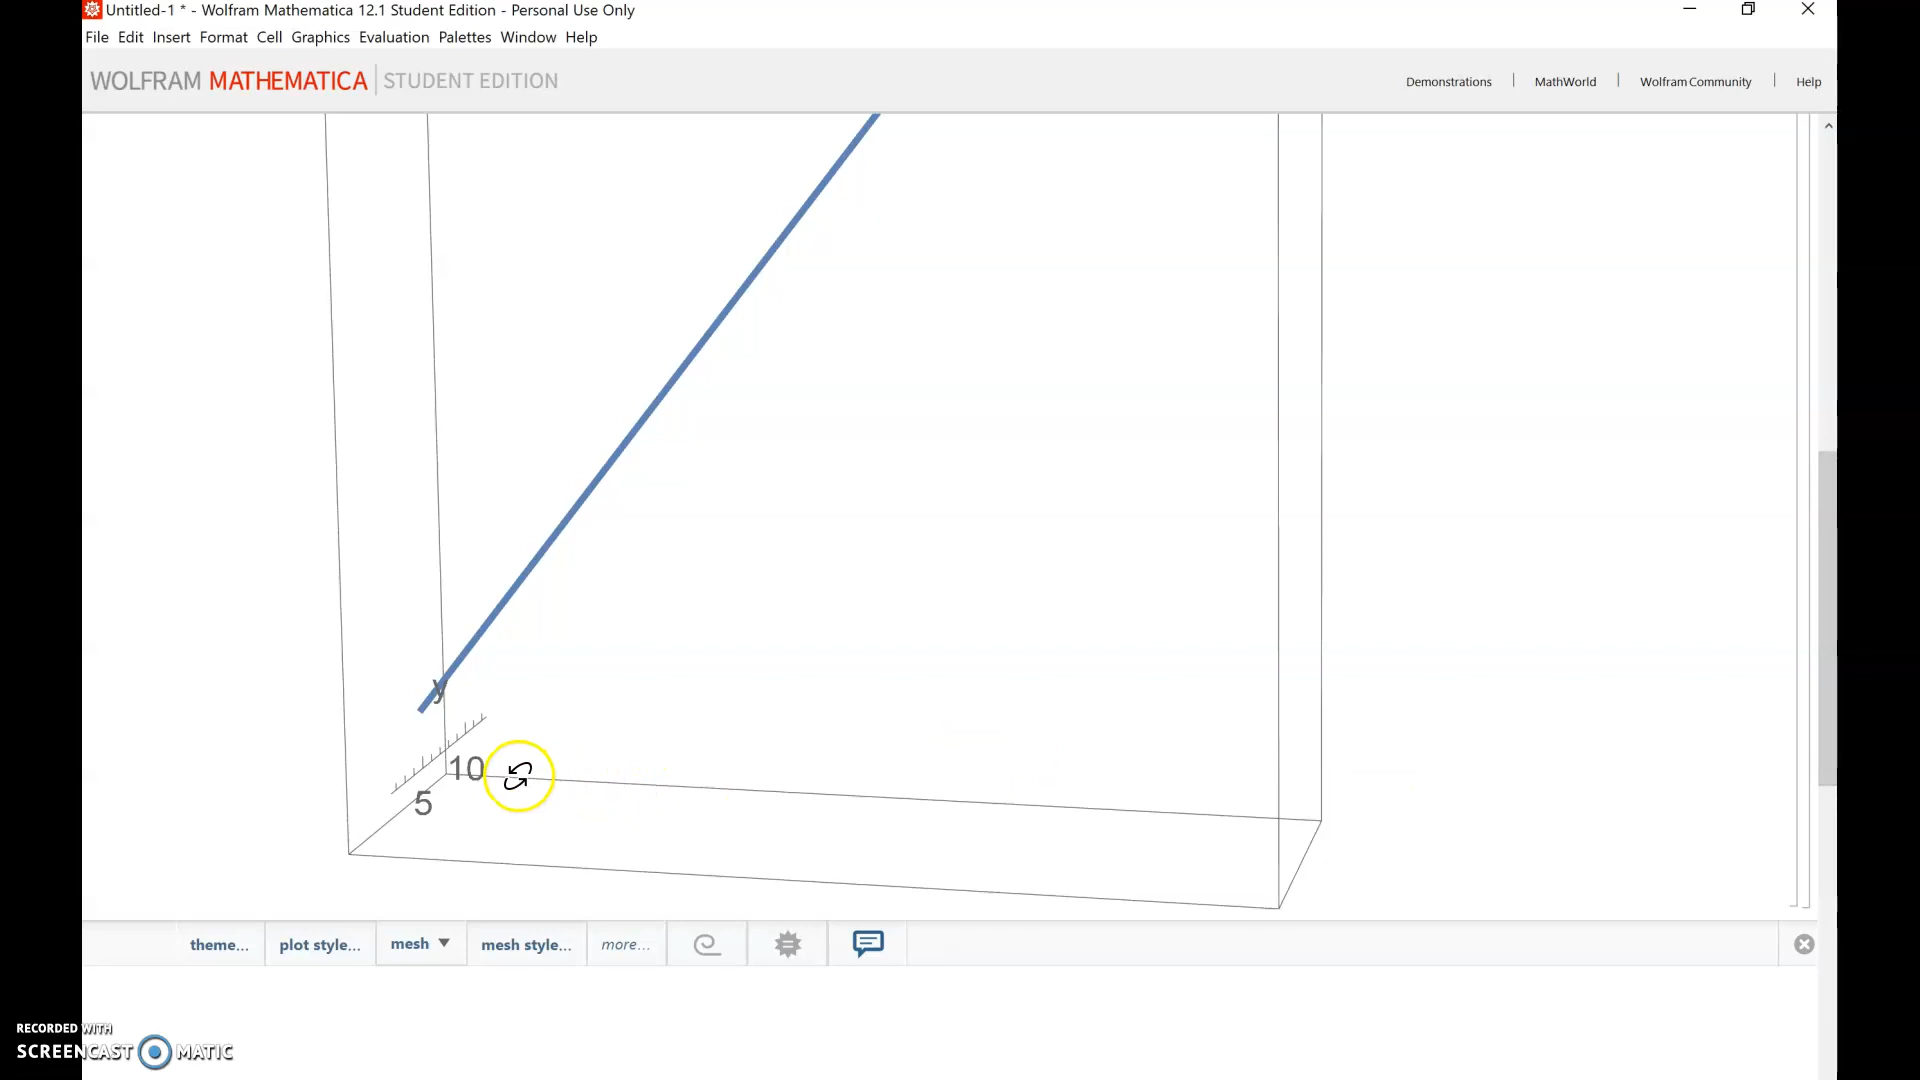 Untitled-1 * - Wolfram Mathematica 12.1 Student Edition - Personal Use Only
File Edit Insert Format Cell Graphics Evaluation Palettes Window Help
WOLFRAM MATHEMATICA STUDENT EDITION Demonstrations MathWorld Wolfram Community Help
y
10
5
theme... plot style... mesh mesh style... more...
RECORDED WITH
SCREENCAST MATIC